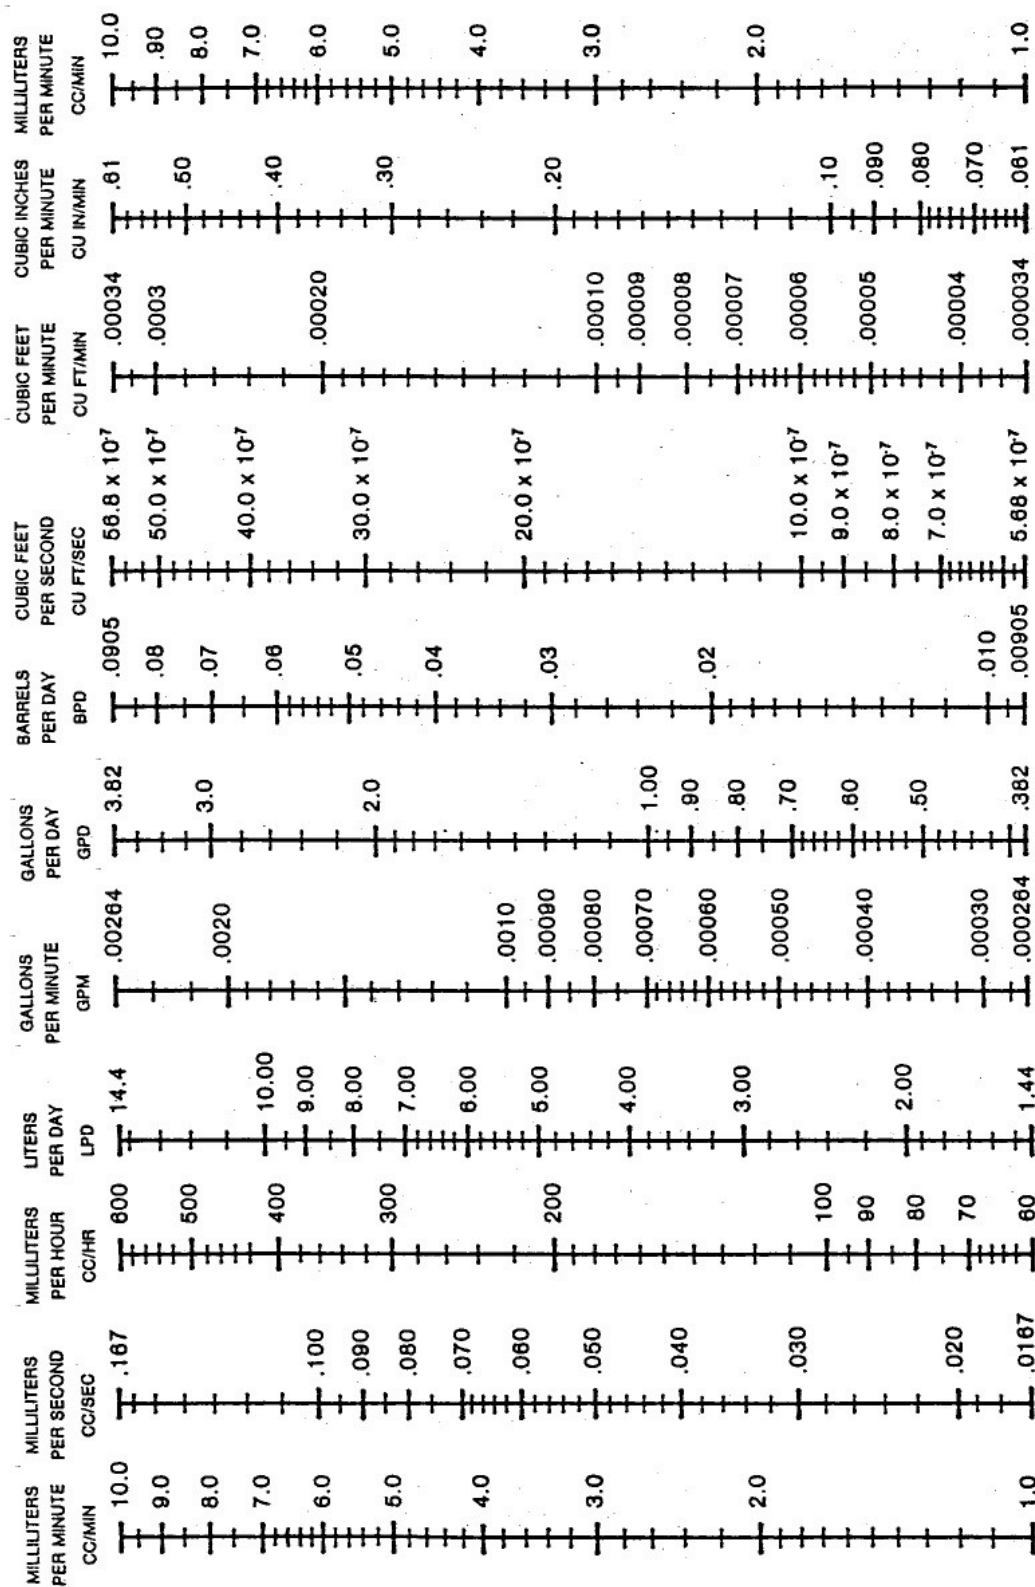 MILLILITERS
PER MINUTE
CC/MIN
10.0
9.0
8.0
7.0
6.0
5.0
4.0
3.0
2.0
1.0
MILLILITERS
PER SECOND
CC/SEC
.167
.100
.090
.080
.070
.060
.050
.040
.030
.020
.0167
MILLILITERS
PER HOUR
CC/HR
600
500
400
300
200
100
90
80
70
60
LITERS
PER DAY
LPD
14.4
10.00
9.00
8.00
7.00
6.00
5.00
4.00
3.00
2.00
1.44
GALLONS
PER MINUTE
GPM
.00264
.0020
.0010
.00090
.00080
.00070
.00060
.00050
.00040
.00030
.000264
GALLONS
PER DAY
GPD
3.82
3.0
2.0
1.00
.90
.80
.70
.60
.50
.382
BARRELS
PER DAY
BPD
.0905
.08
.07
.06
.05
.04
.03
.02
.010
.00905
CUBIC FEET
PER SECOND
CU FT/SEC
56.8 x 10⁻⁷
50.0 x 10⁻⁷
40.0 x 10⁻⁷
30.0 x 10⁻⁷
20.0 x 10⁻⁷
10.0 x 10⁻⁷
9.0 x 10⁻⁷
8.0 x 10⁻⁷
7.0 x 10⁻⁷
5.68 x 10⁻⁷
CUBIC FEET
PER MINUTE
CU FT/MIN
.00034
.0003
.00020
.00010
.00009
.00008
.00007
.00006
.00005
.00004
.000034
CUBIC INCHES
PER MINUTE
CU IN/MIN
.61
.50
.40
.30
.20
.10
.090
.080
.070
.061
MILLILITERS
PER MINUTE
CC/MIN
10.0
.90
8.0
7.0
6.0
5.0
4.0
3.0
2.0
1.0